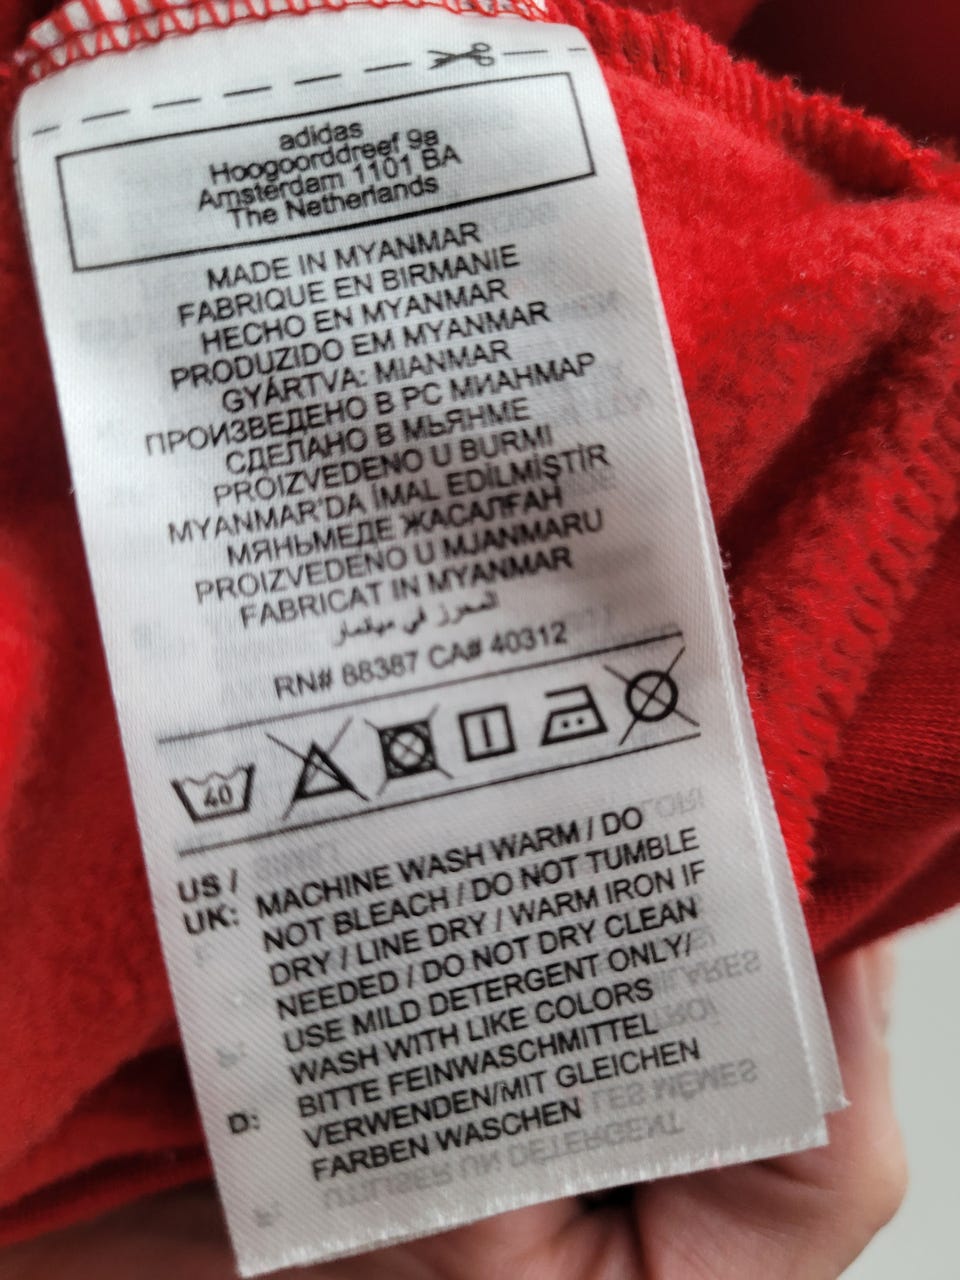 adidas
Hoogoorddreef 9a
Amsterdam 1101 BA
The Netherlands
MADE IN MYANMAR
FABRIQUE EN BIRMANIE
HECHO EN MYANMAR
PRODUZIDO EM MYANMAR
GYÁRTVA: MIANMAR
ПРОИЗВЕДЕНО В РС МИАНМАР
СДЕЛАНО В МЬЯНМЕ
PROIZVEDENO U BURMI
MYANMAR'DA İMAL EDİLMİŞTİR
МЯНЬМЕДЕ ЖАСАЛҒАН
PROIZVEDENO U MJANMARU
FABRICAT IN MYANMAR
في
RN# 88387 CA# 40312
40
US / MACHINE WASH WARM / DO
UK: NOT BLEACH / DO NOT TUMBLE
DRY / LINE DRY / WARM IRON IF
NEEDED / DO NOT DRY CLEAN
USE MILD DETERGENT ONLY/
WASH WITH LIKE COLORS
D: BITTE FEINWASCHMITTEL
VERWENDEN/MIT GLEICHEN
FARBEN WASCHEN